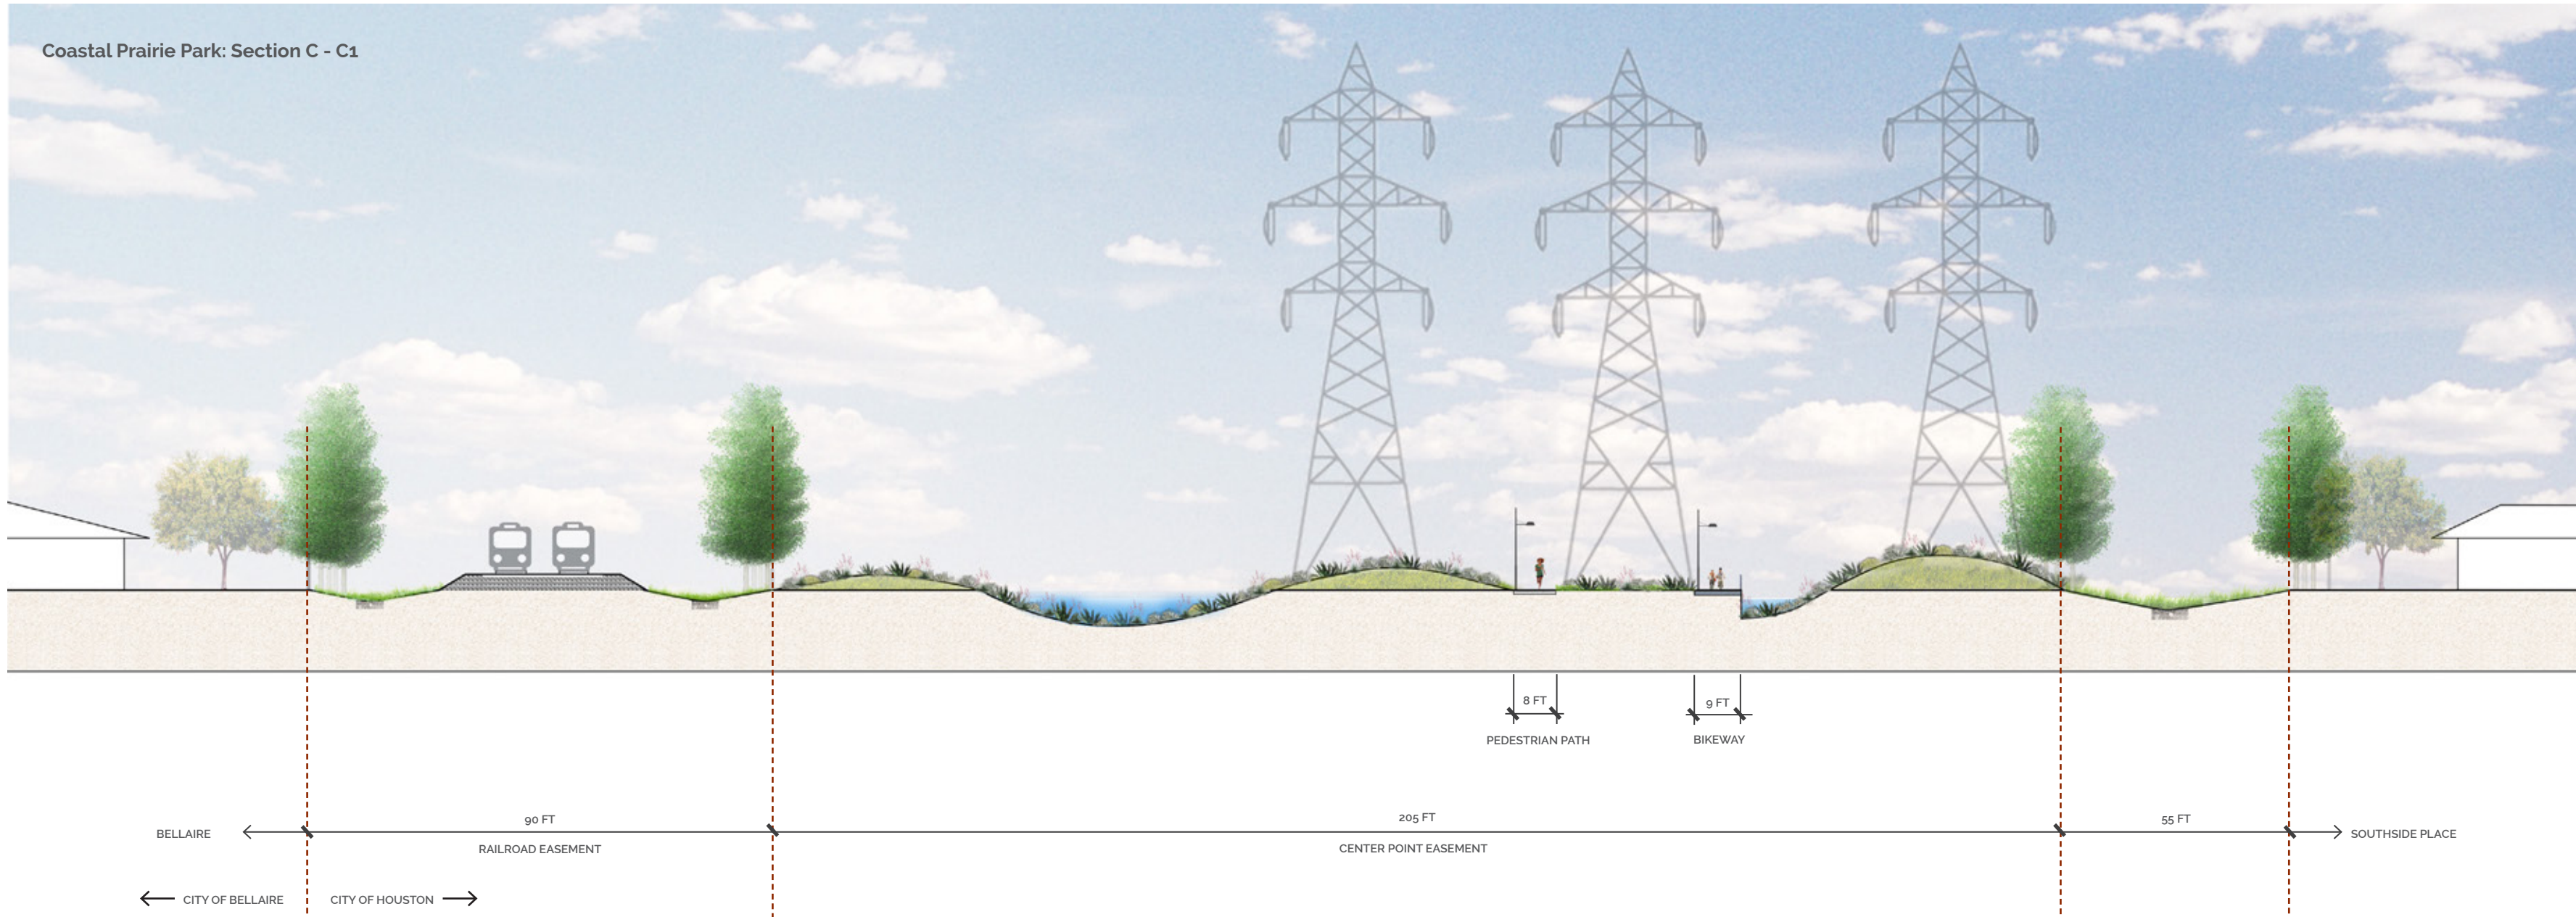 Coastal Prairie Park: Section C - C1
8 FT
9 FT
PEDESTRIAN PATH
BIKEWAY
90 FT
205 FT
55 FT
BELLAIRE
SOUTHSIDE PLACE
RAILROAD EASEMENT
CENTER POINT EASEMENT
CITY OF BELLAIRE
CITY OF HOUSTON